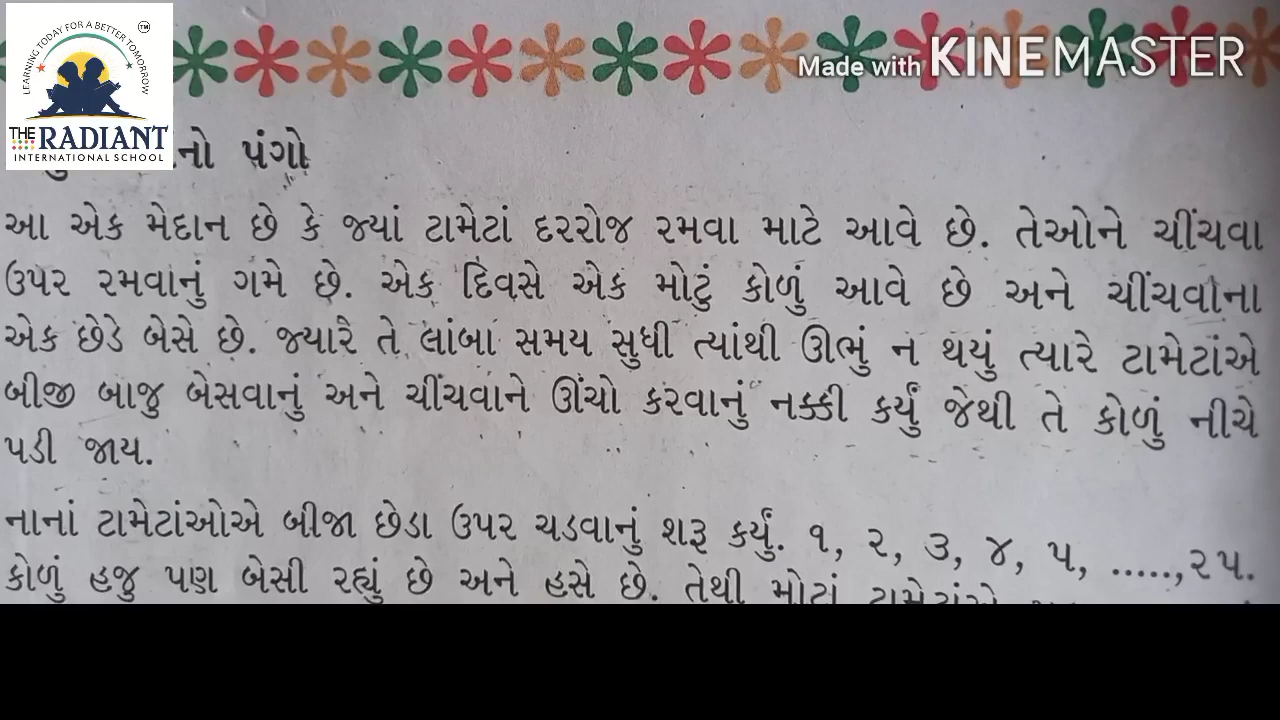 LEARNING TODAY FOR A BETTER TOMORROW
TM
THE RADIANT
INTERNATIONAL SCHOOL
Made with KINEMASTER
પંગો
આ એક મેદાન છે કે જ્યાં ટામેટાં દરરોજ રમવા માટે આવે છે. તેઓને ચીંચવા
ઉપર રમવાનું ગમે છે. એક દિવસે એક મોટું કોળું આવે છે અને ચીંચવાના
એક છેડે બેસે છે. જ્યારે તે લાંબા સમય સુધી ત્યાંથી ઊભું ન થયું ત્યારે ટામેટાંએ
બીજી બાજુ બેસવાનું અને ચીંચવાને ઊંચો કરવાનું નક્કી કર્યું જેથી તે કોળું નીચે
પડી જાય.
નાનાં ટામેટાંઓએ બીજા છેડા ઉપર ચડવાનું શરૂ કર્યું. ૧, ૨, ૩, ૪, ૫, .....,૨૫.
કોળું હજુ પણ બેસી રહ્યું છે અને હસે છે. તેથી મોટાં ટામેટાંએ